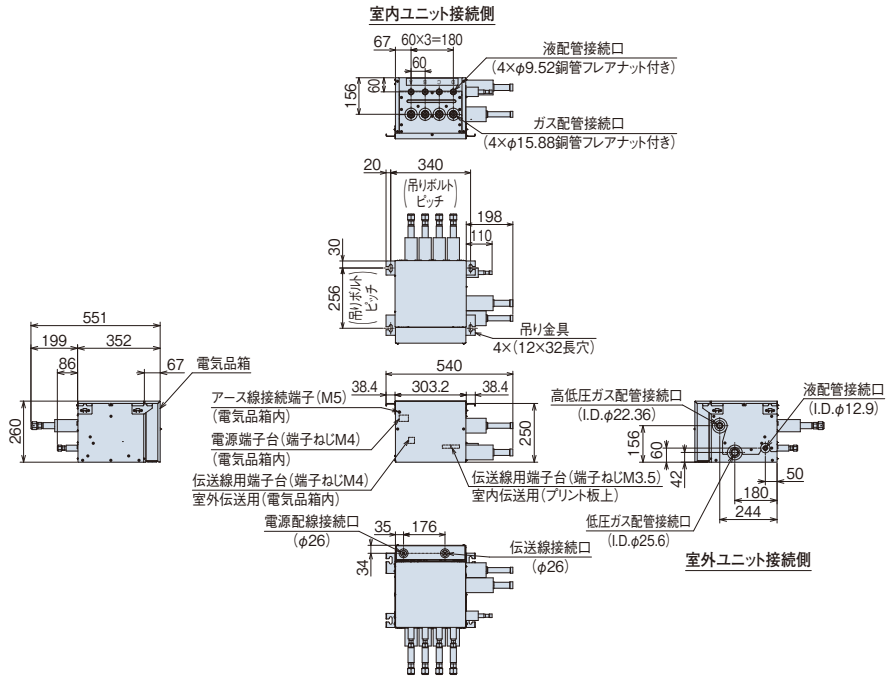 室内ユニット接続側
67
60×3=180
60
液配管接続口
(4×φ9.52銅管フレアナット付き)
156
60
ガス配管接続口
(4×φ15.88銅管フレアナット付き)
20
340
(吊りボルト
ピッチ)
198
110
30
256
(吊りボルト
ピッチ)
吊り金具
4×(12×32長穴)
551
199
352
86
67
電気品箱
260
540
38.4
303.2
38.4
アース線接続端子(M5)
(電気品箱内)
電源端子台(端子ねじM4)
(電気品箱内)
伝送線用端子台(端子ねじM4)
室外伝送用(電気品箱内)
250
伝送線用端子台(端子ねじM3.5)
室内伝送用(プリント板上)
高低圧ガス配管接続口
(I.D.φ22.36)
液配管接続口
(I.D.φ12.9)
156
60
42
50
180
244
低圧ガス配管接続口
(I.D.φ25.6)
室外ユニット接続側
電源配線接続口
(φ26)
35
176
34
伝送線接続口
(φ26)